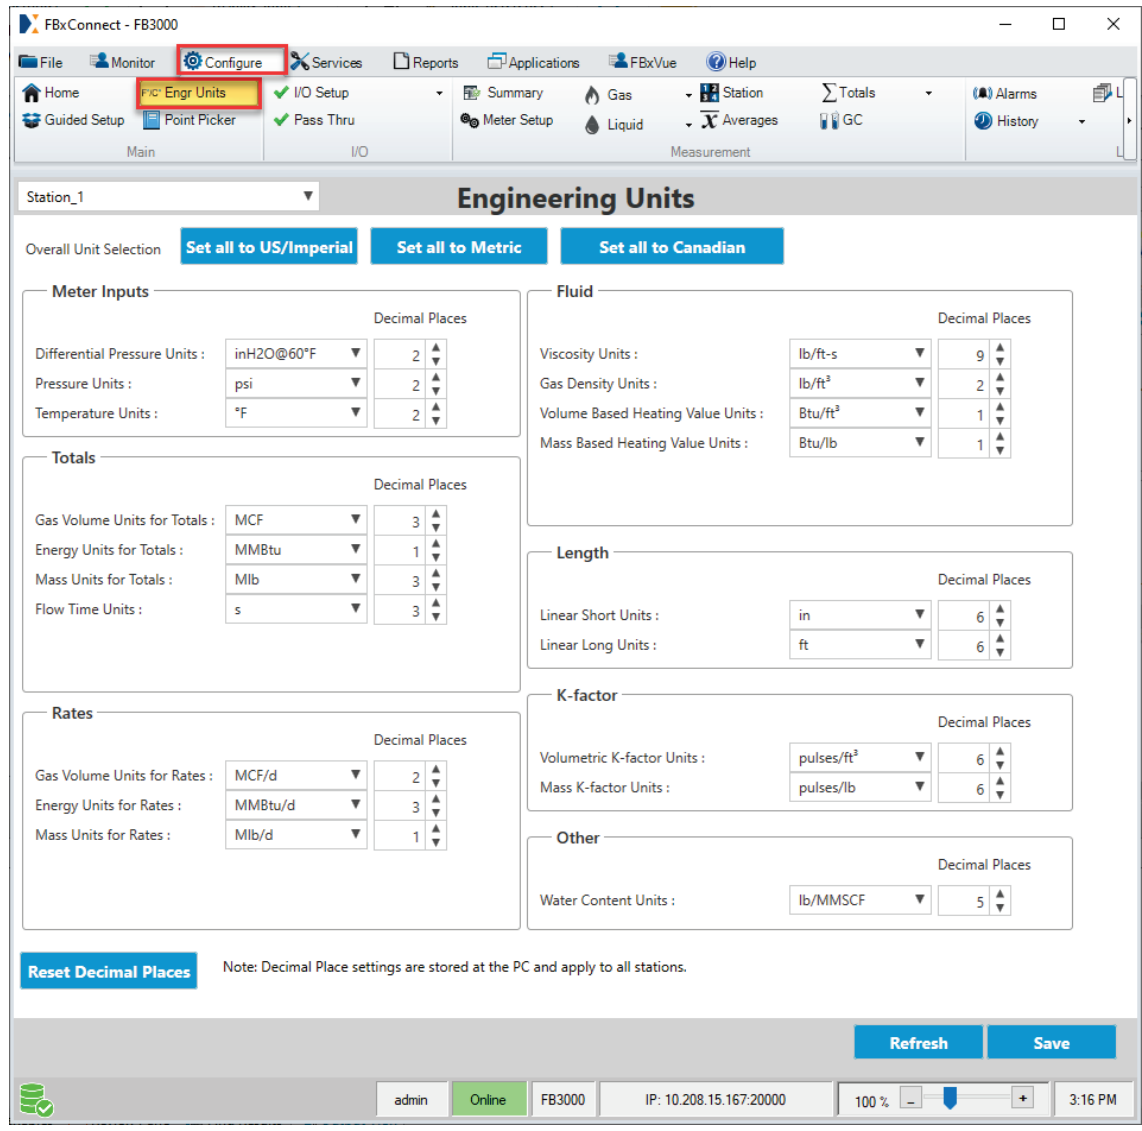 FBxConnect - FB3000
File Monitor Configure Services Reports Applications FBxVue Help
Home Engr Units I/O Setup Summary Gas Station Totals Alarms L
Guided Setup Point Picker Pass Thru Meter Setup Liquid Averages GC History
Main I/O Measurement L
Station_1
Engineering Units
Overall Unit Selection Set all to US/Imperial Set all to Metric Set all to Canadian
Meter Inputs
Decimal Places
Differential Pressure Units : inH2O@60°F 2
Pressure Units : psi 2
Temperature Units : °F 2
Totals
Decimal Places
Gas Volume Units for Totals : MCF 3
Energy Units for Totals : MMBtu 1
Mass Units for Totals : Mlb 3
Flow Time Units : s 3
Rates
Decimal Places
Gas Volume Units for Rates : MCF/d 2
Energy Units for Rates : MMBtu/d 3
Mass Units for Rates : Mlb/d 1
Fluid
Decimal Places
Viscosity Units : lb/ft-s 9
Gas Density Units : lb/ft³ 2
Volume Based Heating Value Units : Btu/ft³ 1
Mass Based Heating Value Units : Btu/lb 1
Length
Decimal Places
Linear Short Units : in 6
Linear Long Units : ft 6
K-factor
Decimal Places
Volumetric K-factor Units : pulses/ft³ 6
Mass K-factor Units : pulses/lb 6
Other
Decimal Places
Water Content Units : lb/MMSCF 5
Reset Decimal Places Note: Decimal Place settings are stored at the PC and apply to all stations.
Refresh Save
admin Online FB3000 IP: 10.208.15.167:20000 100 % - + 3:16 PM